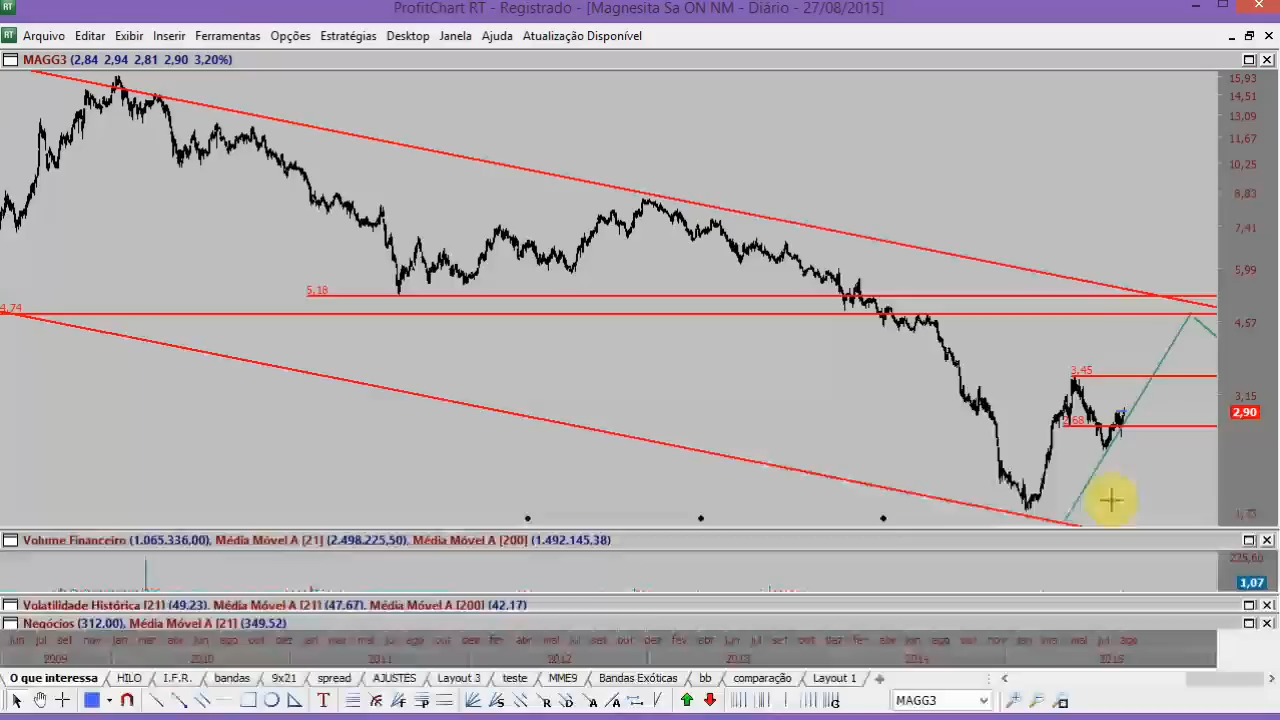 ProfitChart RT - Registrado - [Magnesita Sa ON NM - Diário - 27/08/2015]
RT Arquivo Editar Exibir Inserir Ferramentas Opções Estratégias Desktop Janela Ajuda Atualização Disponível
MAGG3 (2,84 2,94 2,81 2,90 3,20%)
15,93
14,51
13,09
11,67
10,25
8,83
7,41
5,99
5,18
4,74
4,57
3,45
3,15
2,90
2,68
Volume Financeiro (1.065.336,00), Média Móvel A [21] (2.498.225,50), Média Móvel A [200] (1.492.145,38)
1,07
Volatilidade Histórica [21] (49,23), Média Móvel A [21] (47,67), Média Móvel A [200] (42,17)
Negócios (312,00), Média Móvel A [21] (349,52)
2009 2010 2011 2012 2013 2014 2015
O que interessa HILO I.F.R. bandas 9x21 spread AJUSTES Layout 3 teste MME9 Bandas Exóticas bb comparação Layout 1
MAGG3